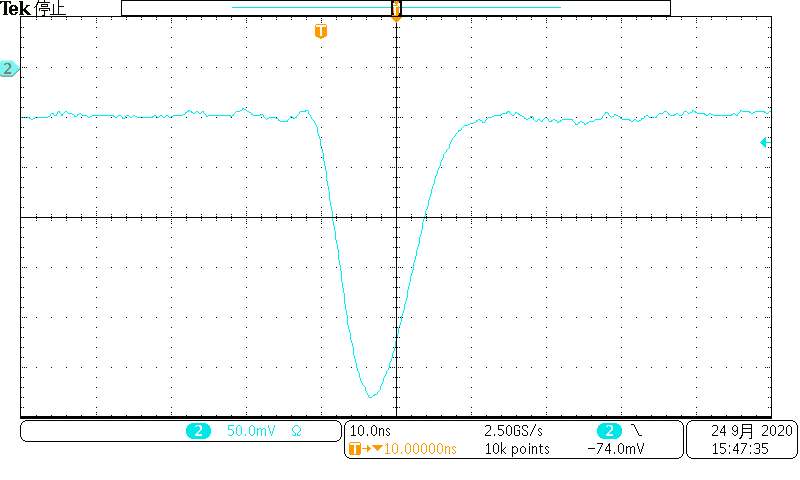 Tek 停止
T
T
2
2 50.0mV Ω
10.0ns 2.50GS/s 2
T→▼10.00000ns 10k points -74.0mV
24 9月 2020
15:47:35